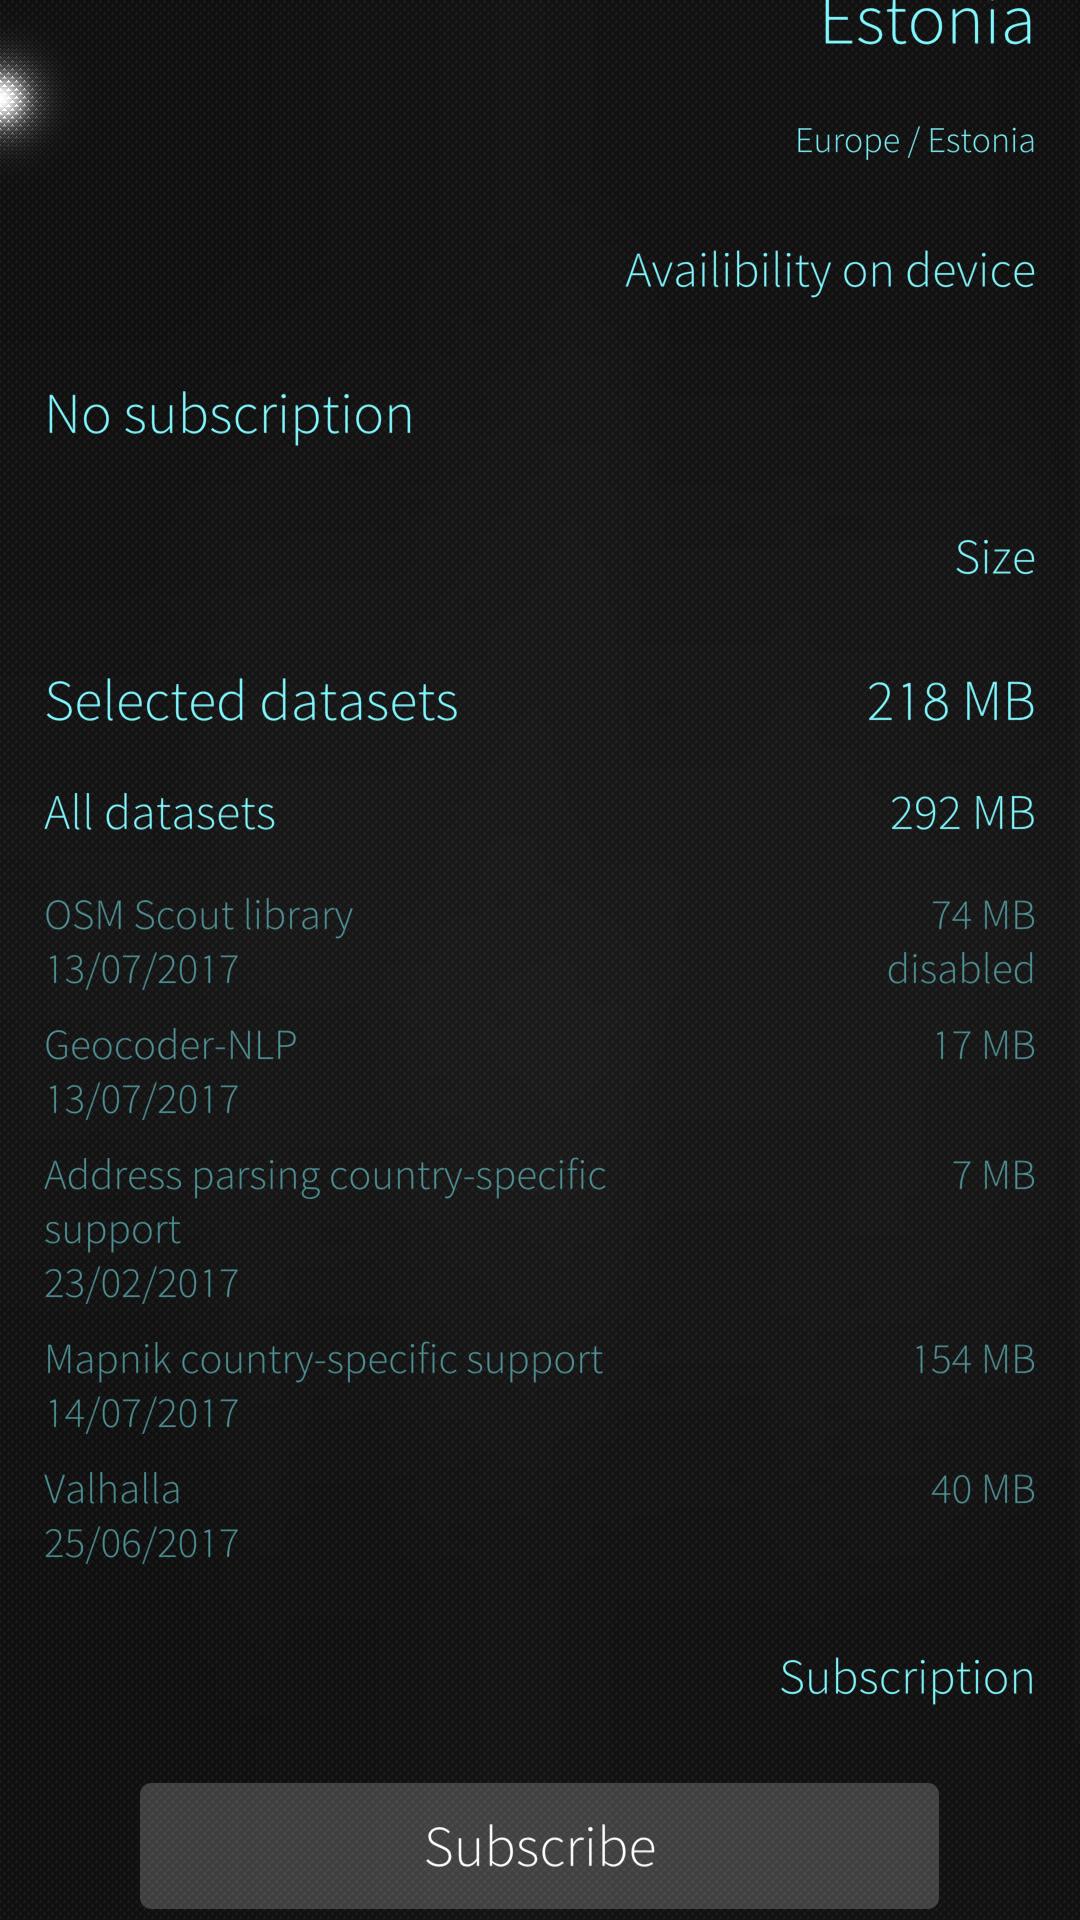 Estonia
Europe / Estonia
Availibility on device
No subscription
Size
Selected datasets 218 MB
All datasets 292 MB
OSM Scout library 74 MB
13/07/2017 disabled
Geocoder-NLP 17 MB
13/07/2017
Address parsing country-specific 7 MB
support
23/02/2017
Mapnik country-specific support 154 MB
14/07/2017
Valhalla 40 MB
25/06/2017
Subscription
Subscribe